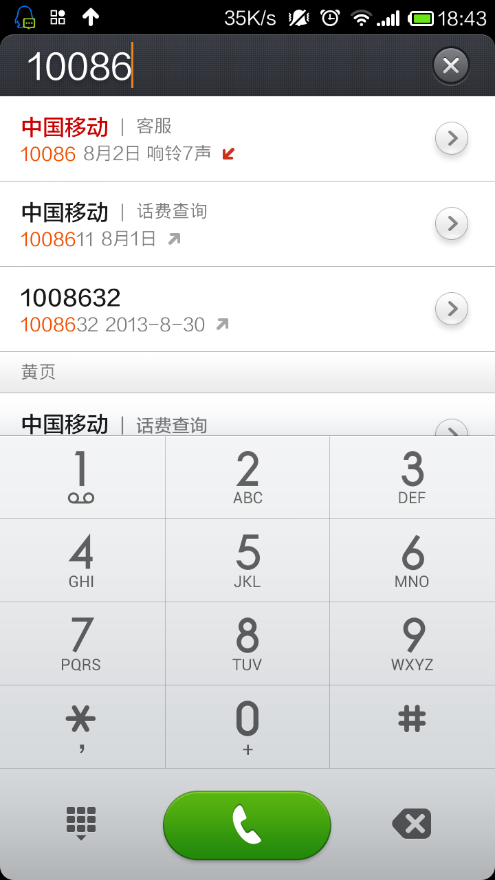 35K/s 18:43
10086
中国移动 | 客服
10086 8月2日 响铃7声
中国移动 | 话费查询
1008611 8月1日
1008632
1008632 2013-8-30
黄页
中国移动 | 话费查询
1 2 3
ABC DEF
4 5 6
GHI JKL MNO
7 8 9
PQRS TUV WXYZ
* 0 #
, +